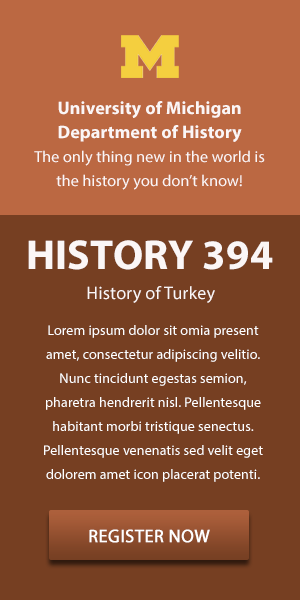 M
University of Michigan
Department of History
The only thing new in the world is
the history you don’t know!
HISTORY 394
History of Turkey
Lorem ipsum dolor sit omia present
amet, consectetur adipiscing velitio.
Nunc tincidunt egestas semion,
pharetra hendrerit nisl. Pellentesque
habitant morbi tristique senectus.
Pellentesque venenatis sed velit eget
dolorem amet icon placerat potenti.
REGISTER NOW